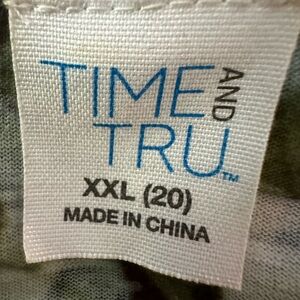 TIME AND
TRU™
XXL (20)
MADE IN CHINA